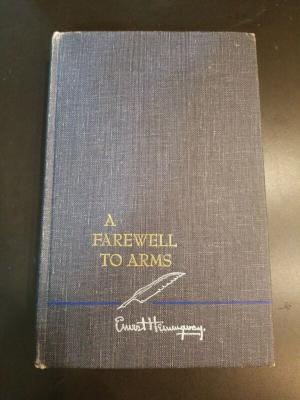 A
FAREWELL
TO ARMS
Ernest Hemingway.